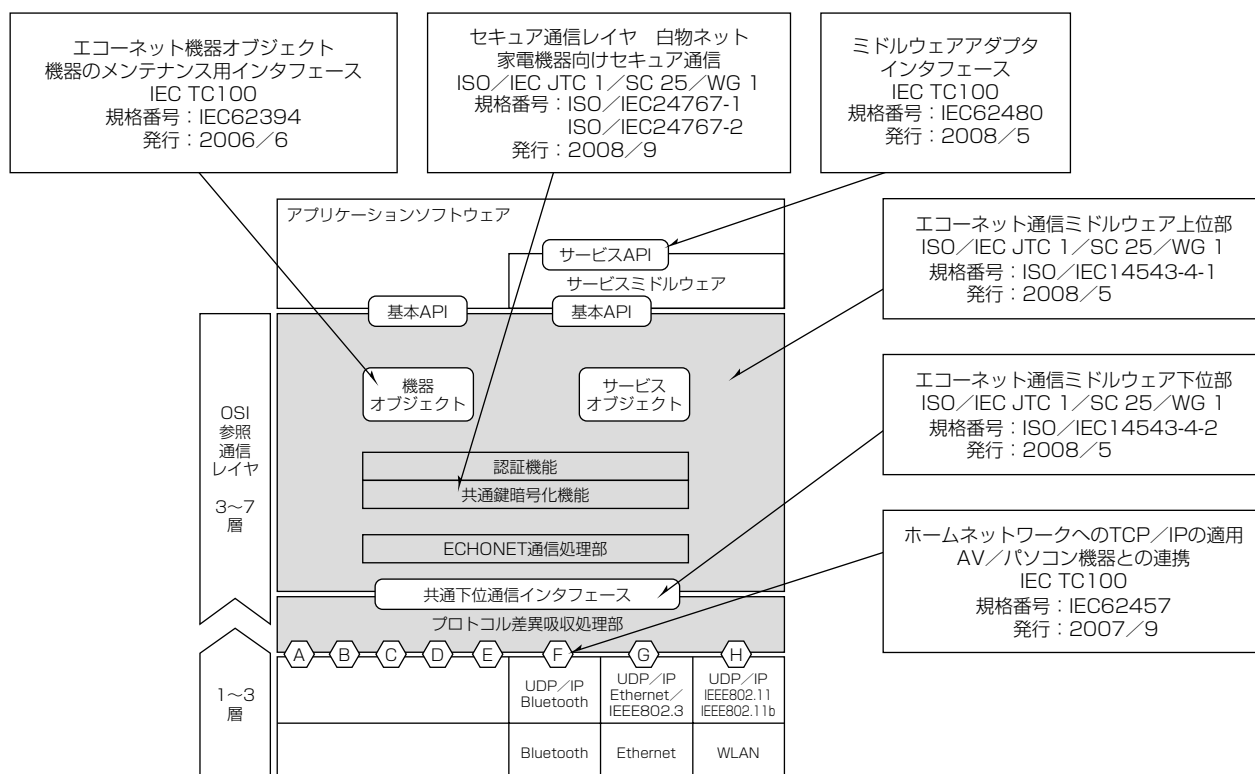 エコーネット機器オブジェクト
機器のメンテナンス用インタフェース
IEC TC100
規格番号：IEC62394
発行：2006／6
セキュア通信レイヤ　白物ネット
家電機器向けセキュア通信
ISO／IEC JTC 1／SC 25／WG 1
規格番号：ISO／IEC24767-1
ISO／IEC24767-2
発行：2008／9
ミドルウェアアダプタ
インタフェース
IEC TC100
規格番号：IEC62480
発行：2008／5
アプリケーションソフトウェア
サービスAPI
サービスミドルウェア
基本API
基本API
機器
オブジェクト
サービス
オブジェクト
認証機能
共通鍵暗号化機能
ECHONET通信処理部
共通下位通信インタフェース
プロトコル差異吸収処理部
A
B
C
D
E
F
G
H
UDP／IP
Bluetooth
UDP／IP
Ethernet／
IEEE802.3
UDP／IP
IEEE802.11
IEEE802.11b
Bluetooth
Ethernet
WLAN
OSI
参照
通信
レイヤ
3〜7
層
1〜3
層
エコーネット通信ミドルウェア上位部
ISO／IEC JTC 1／SC 25／WG 1
規格番号：ISO／IEC14543-4-1
発行：2008／5
エコーネット通信ミドルウェア下位部
ISO／IEC JTC 1／SC 25／WG 1
規格番号：ISO／IEC14543-4-2
発行：2008／5
ホームネットワークへのTCP／IPの適用
AV／パソコン機器との連携
IEC TC100
規格番号：IEC62457
発行：2007／9